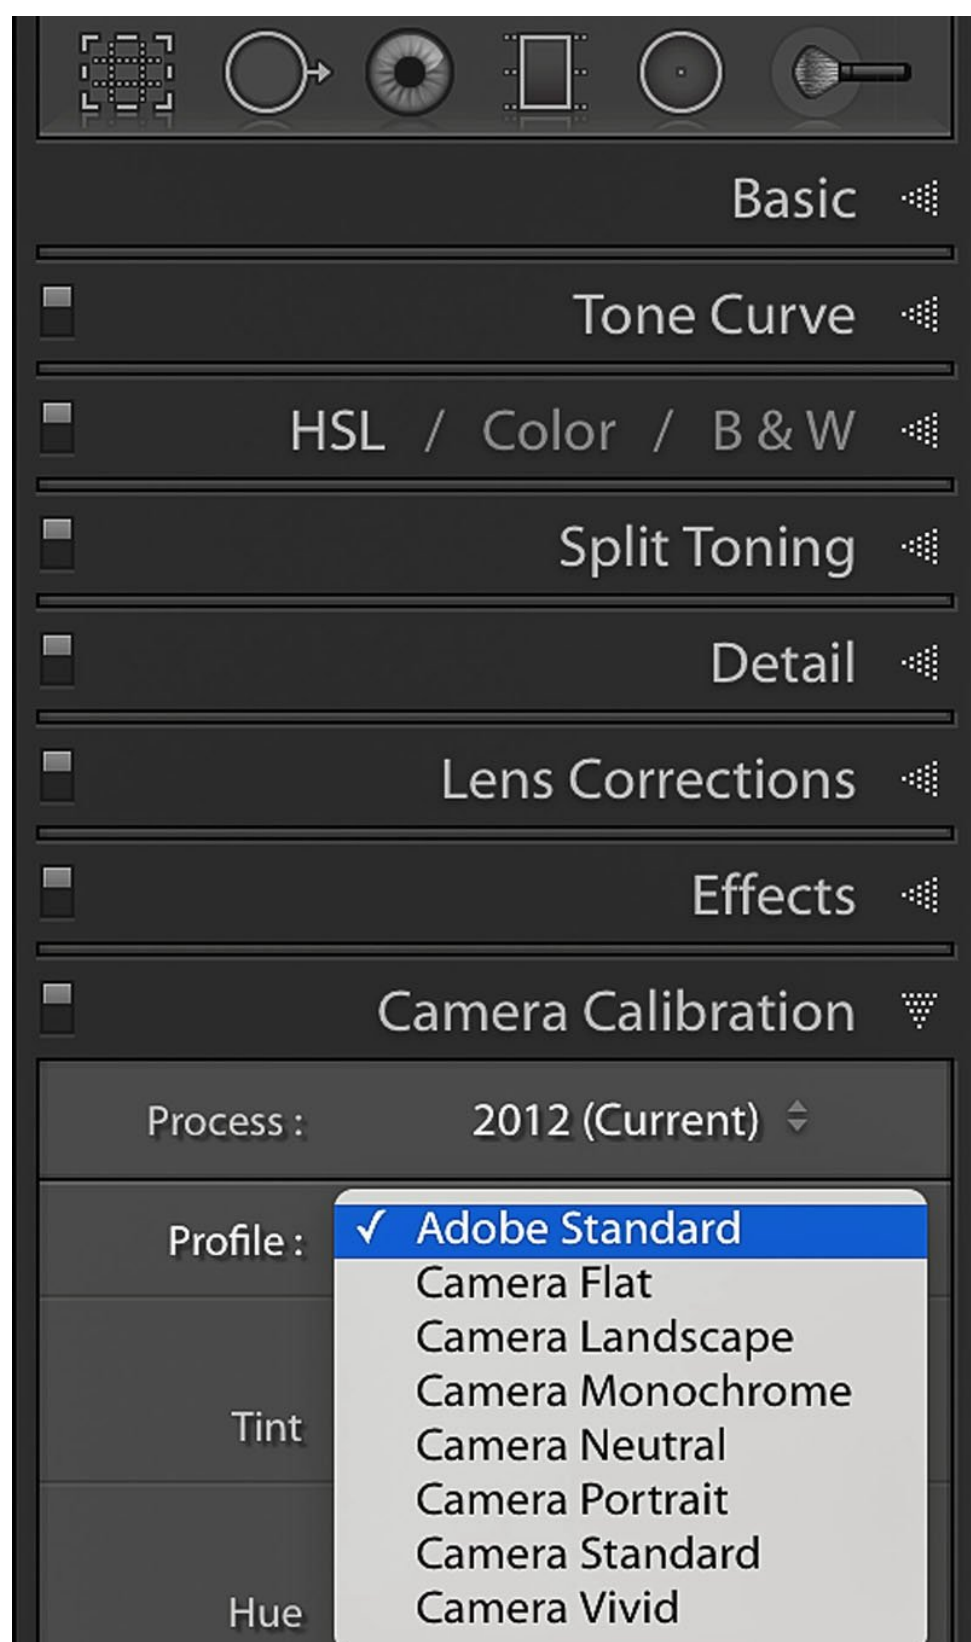 Basic
Tone Curve
HSL / Color / B & W
Split Toning
Detail
Lens Corrections
Effects
Camera Calibration
Process : 2012 (Current)
Profile : ✓ Adobe Standard
Camera Flat
Camera Landscape
Camera Monochrome
Tint
Camera Neutral
Camera Portrait
Camera Standard
Hue
Camera Vivid